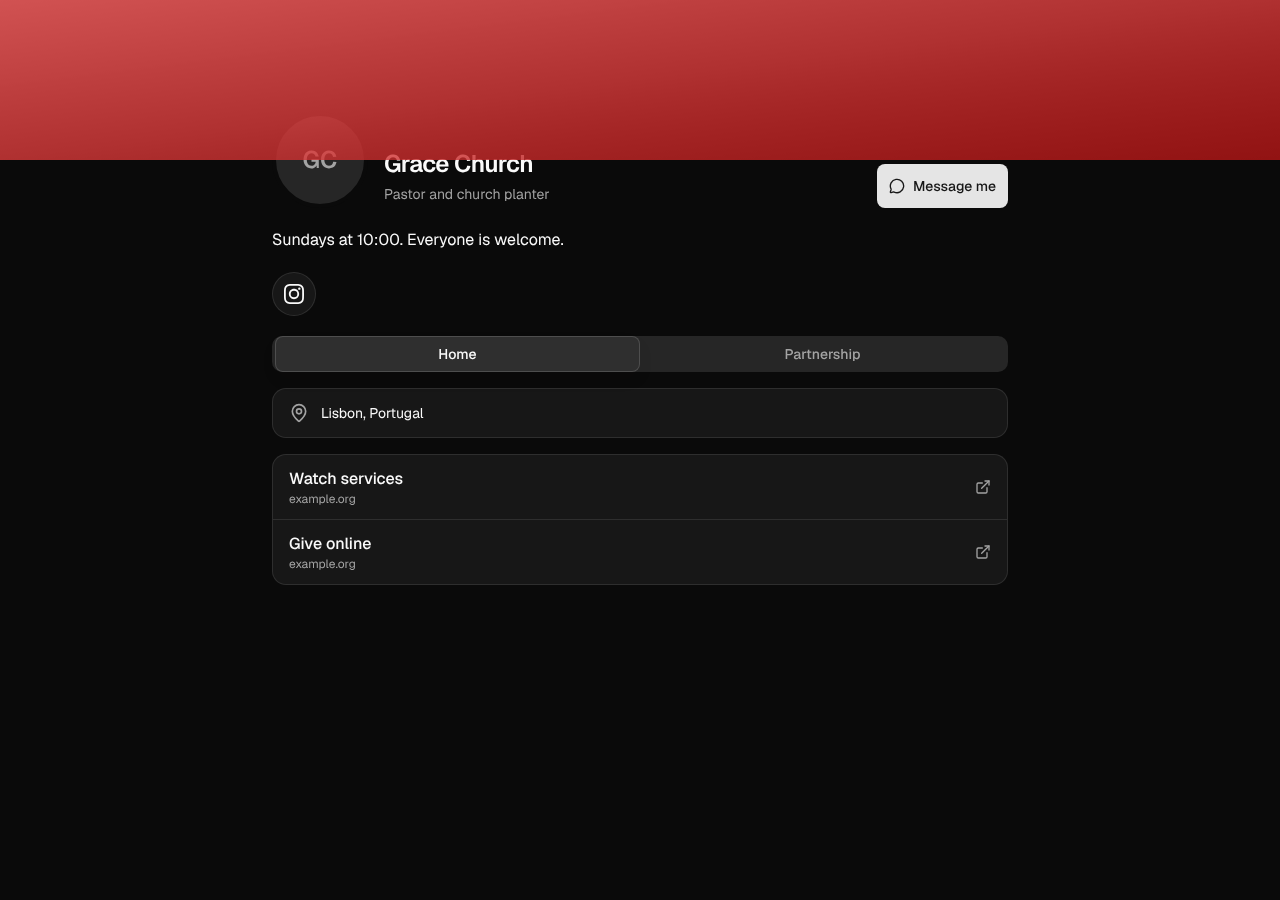 GC
Grace Church
Pastor and church planter
Message me
Sundays at 10:00. Everyone is welcome.
Home
Partnership
Lisbon, Portugal
Watch services
example.org
Give online
example.org